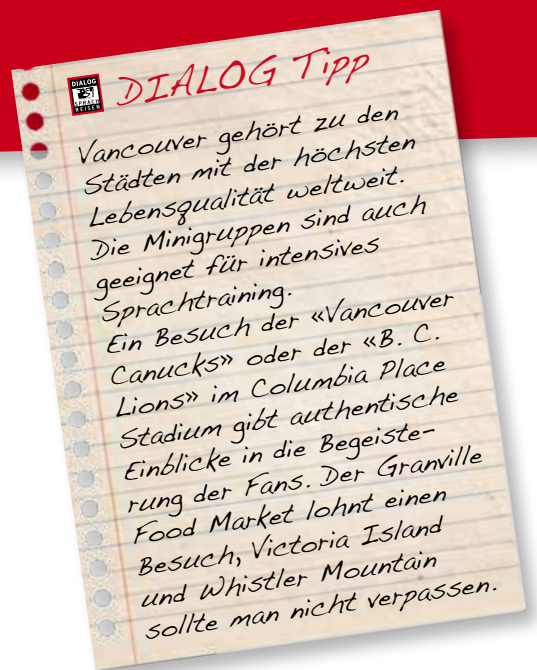 DIALOG
SPRACH
REISEN
DIALOG Tipp
Vancouver gehört zu den
Städten mit der höchsten
Lebensqualität weltweit.
Die Minigruppen sind auch
geeignet für intensives
Sprachtraining.
Ein Besuch der «Vancouver
Canucks» oder der «B. C.
Lions» im Columbia Place
Stadium gibt authentische
Einblicke in die Begeiste-
rung der Fans. Der Granville
Food Market lohnt einen
Besuch, Victoria Island
und Whistler Mountain
sollte man nicht verpassen.